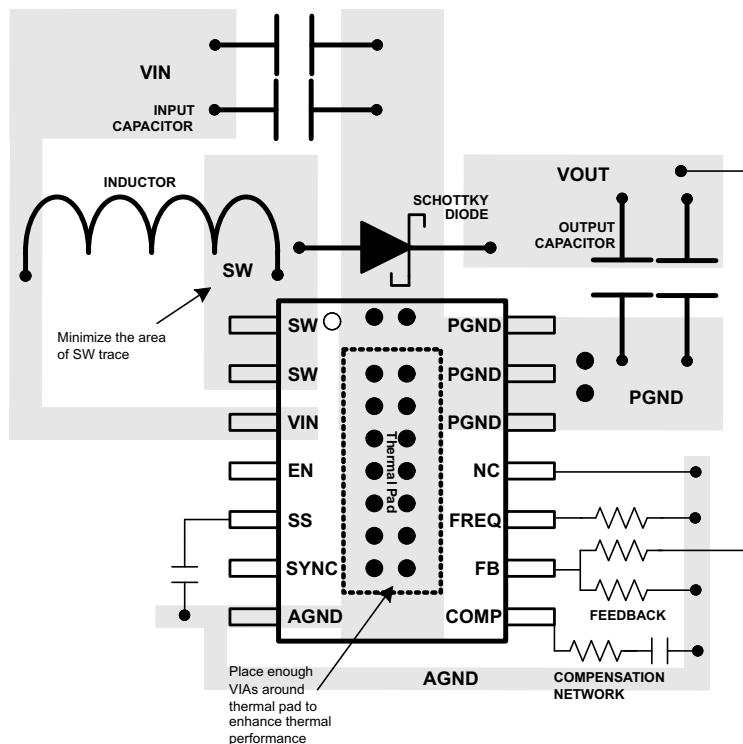 VIN
INPUT
CAPACITOR
INDUCTOR
SCHOTTKY
DIODE
VOUT
OUTPUT
CAPACITOR
SW
Minimize the area
of SW trace
SW
SW
VIN
EN
SS
SYNC
AGND
Thermal Pad
PGND
PGND
PGND
NC
FREQ
FB
COMP
PGND
FEEDBACK
COMPENSATION
NETWORK
AGND
Place enough
VIAs around
thermal pad to
enhance thermal
performance